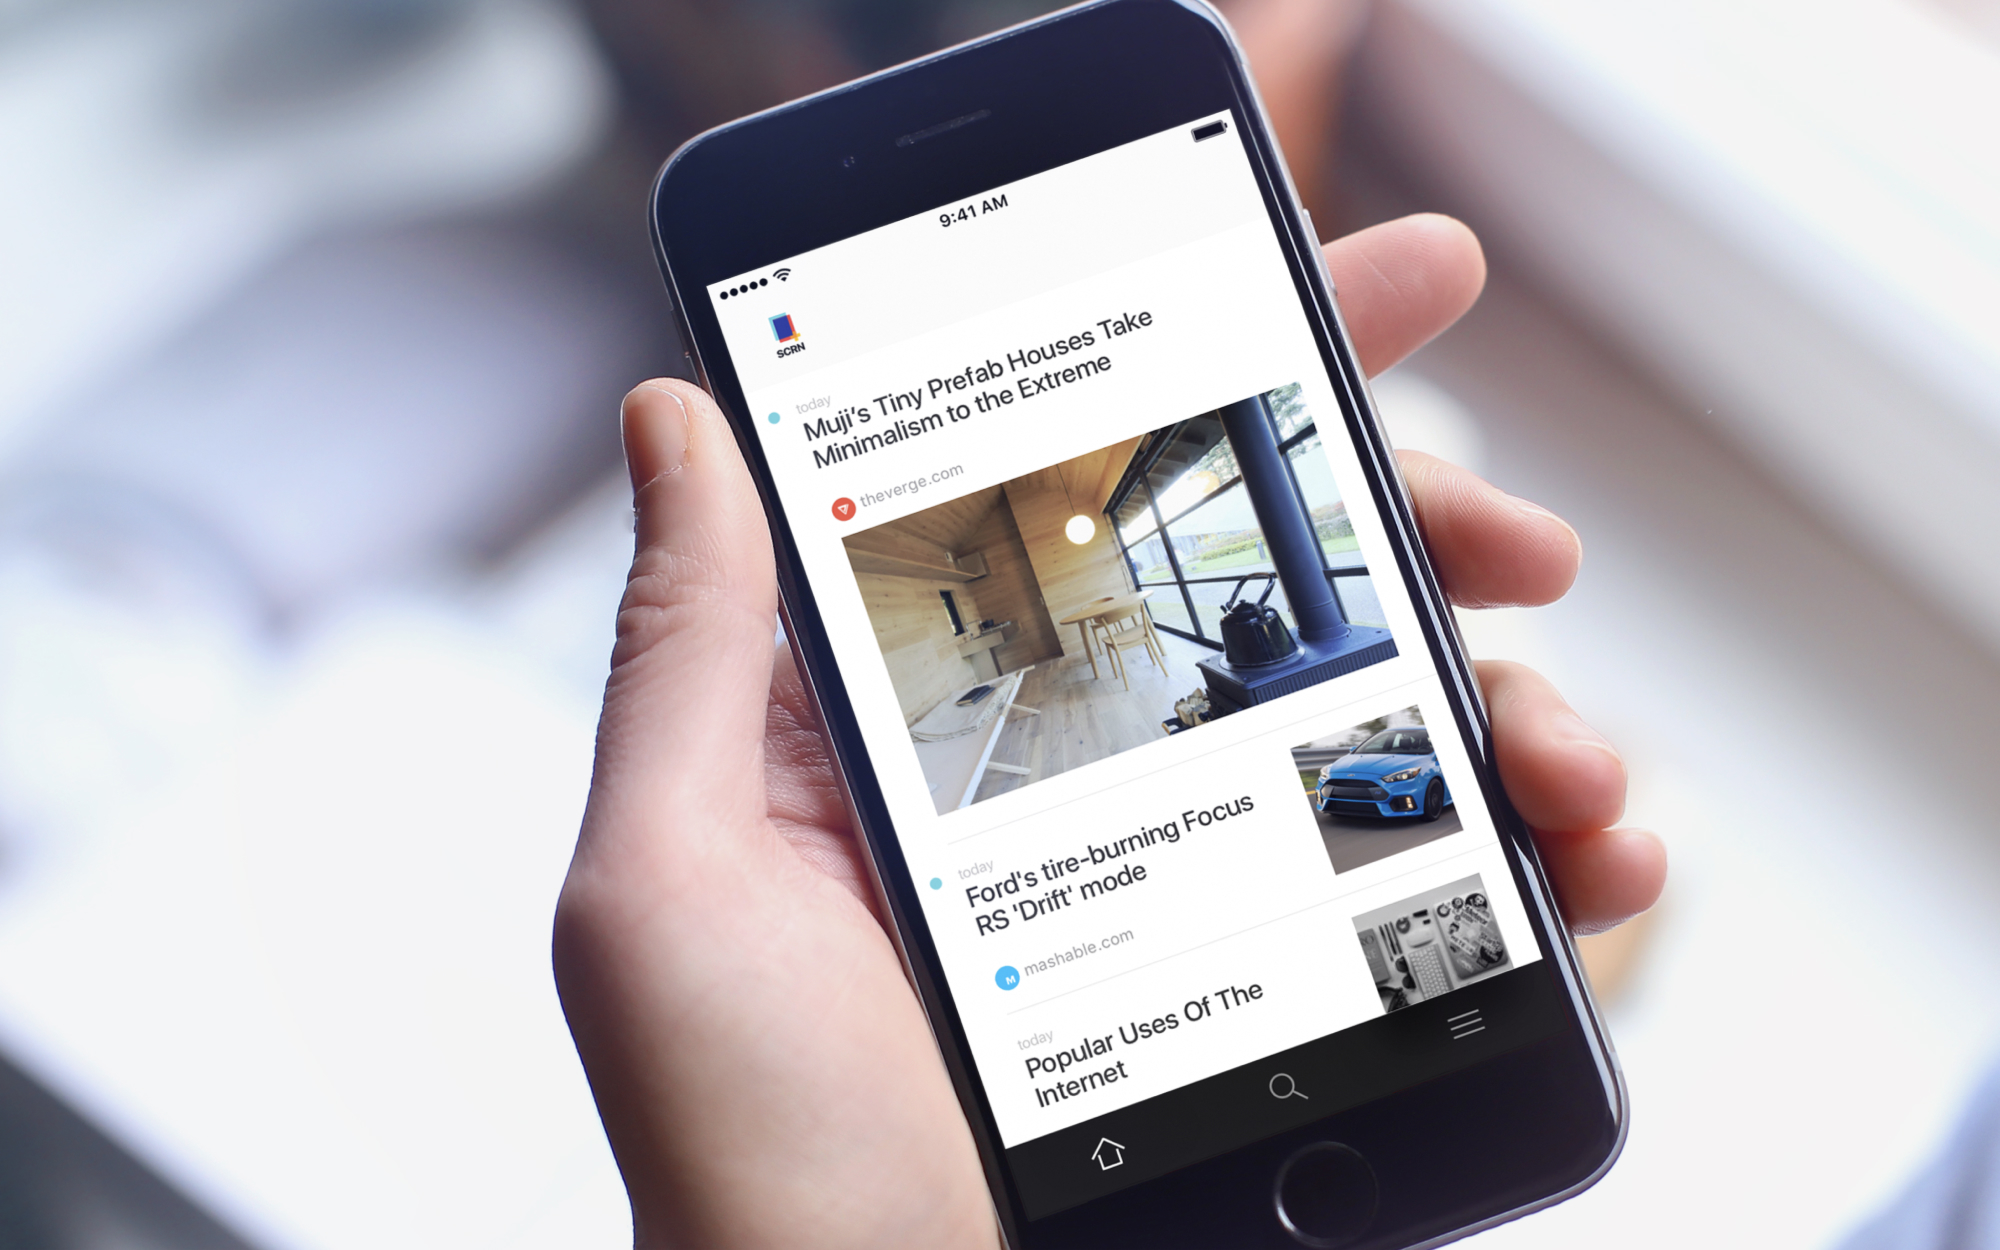 9:41 AM
SCRN
today
Muji's Tiny Prefab Houses Take
Minimalism to the Extreme
theverge.com
today
Ford's tire-burning Focus
RS 'Drift' mode
M
mashable.com
today
Popular Uses Of The
Internet